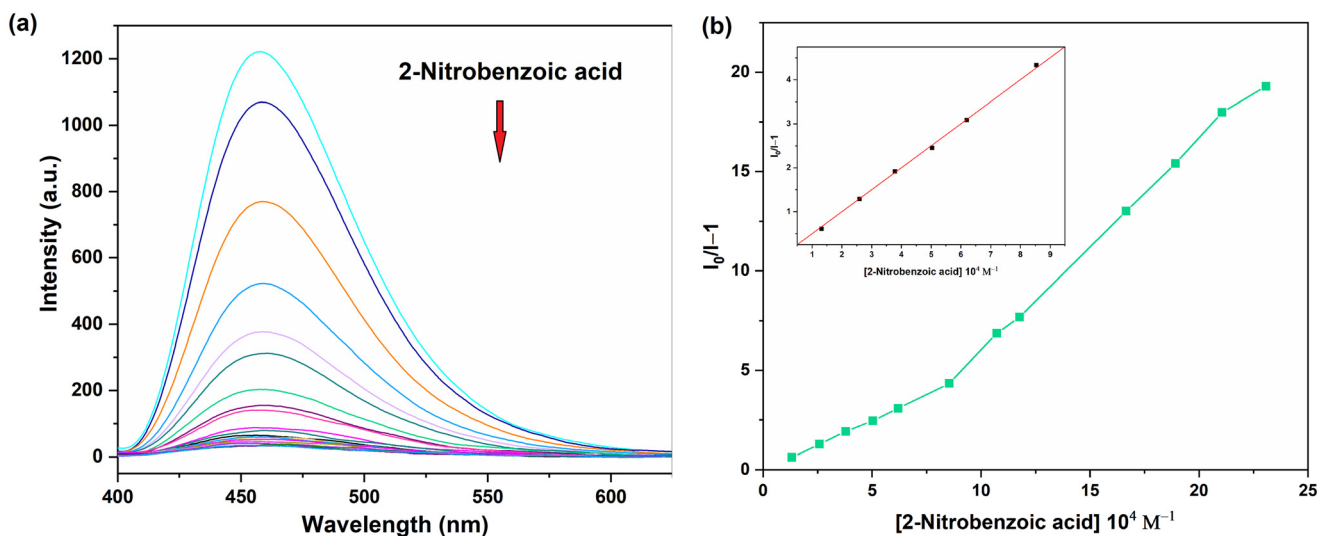 (a)
2-Nitrobenzoic acid
Intensity (a.u.)
1200
1000
800
600
400
200
0
400 450 500 550 600
Wavelength (nm)
(b)
I₀/I−1
20
15
10
5
0
0 5 10 15 20 25
[2-Nitrobenzoic acid] 10⁴ M⁻¹
I₀/I−1
4
3
2
1
1 2 3 4 5 6 7 8 9
[2-Nitrobenzoic acid] 10⁴ M⁻¹